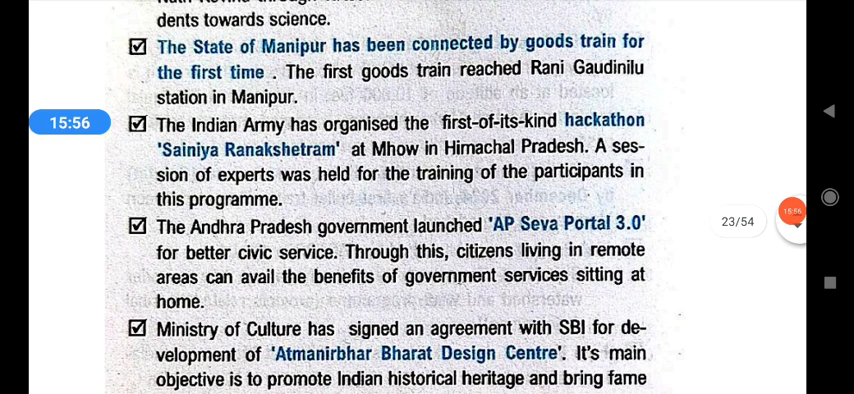 dents towards science.
☑ The State of Manipur has been connected by goods train for
the first time . The first goods train reached Rani Gaudinilu
station in Manipur.
☑ The Indian Army has organised the first-of-its-kind hackathon
'Sainiya Ranakshetram' at Mhow in Himachal Pradesh. A ses-
sion of experts was held for the training of the participants in
this programme.
☑ The Andhra Pradesh government launched 'AP Seva Portal 3.0'
for better civic service. Through this, citizens living in remote
areas can avail the benefits of government services sitting at
home.
☑ Ministry of Culture has signed an agreement with SBI for de-
velopment of 'Atmanirbhar Bharat Design Centre'. It's main
objective is to promote Indian historical heritage and bring fame
15:56
23/54
15:56